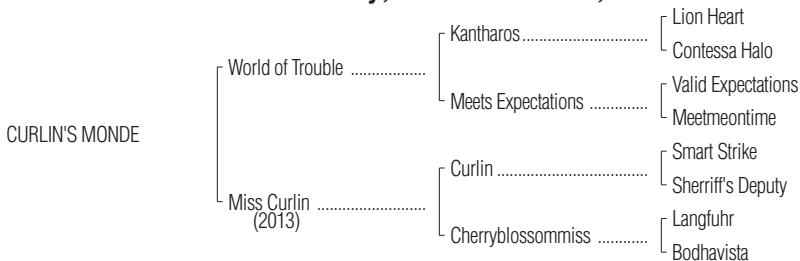 Lion Heart
Kantharos
Contessa Halo
World of Trouble
Valid Expectations
Meets Expectations
Meetmeontime
CURLIN'S MONDE
Smart Strike
Curlin
Sherriff's Deputy
Miss Curlin
(2013)
Langfuhr
Cherryblossommiss
Bodhavista